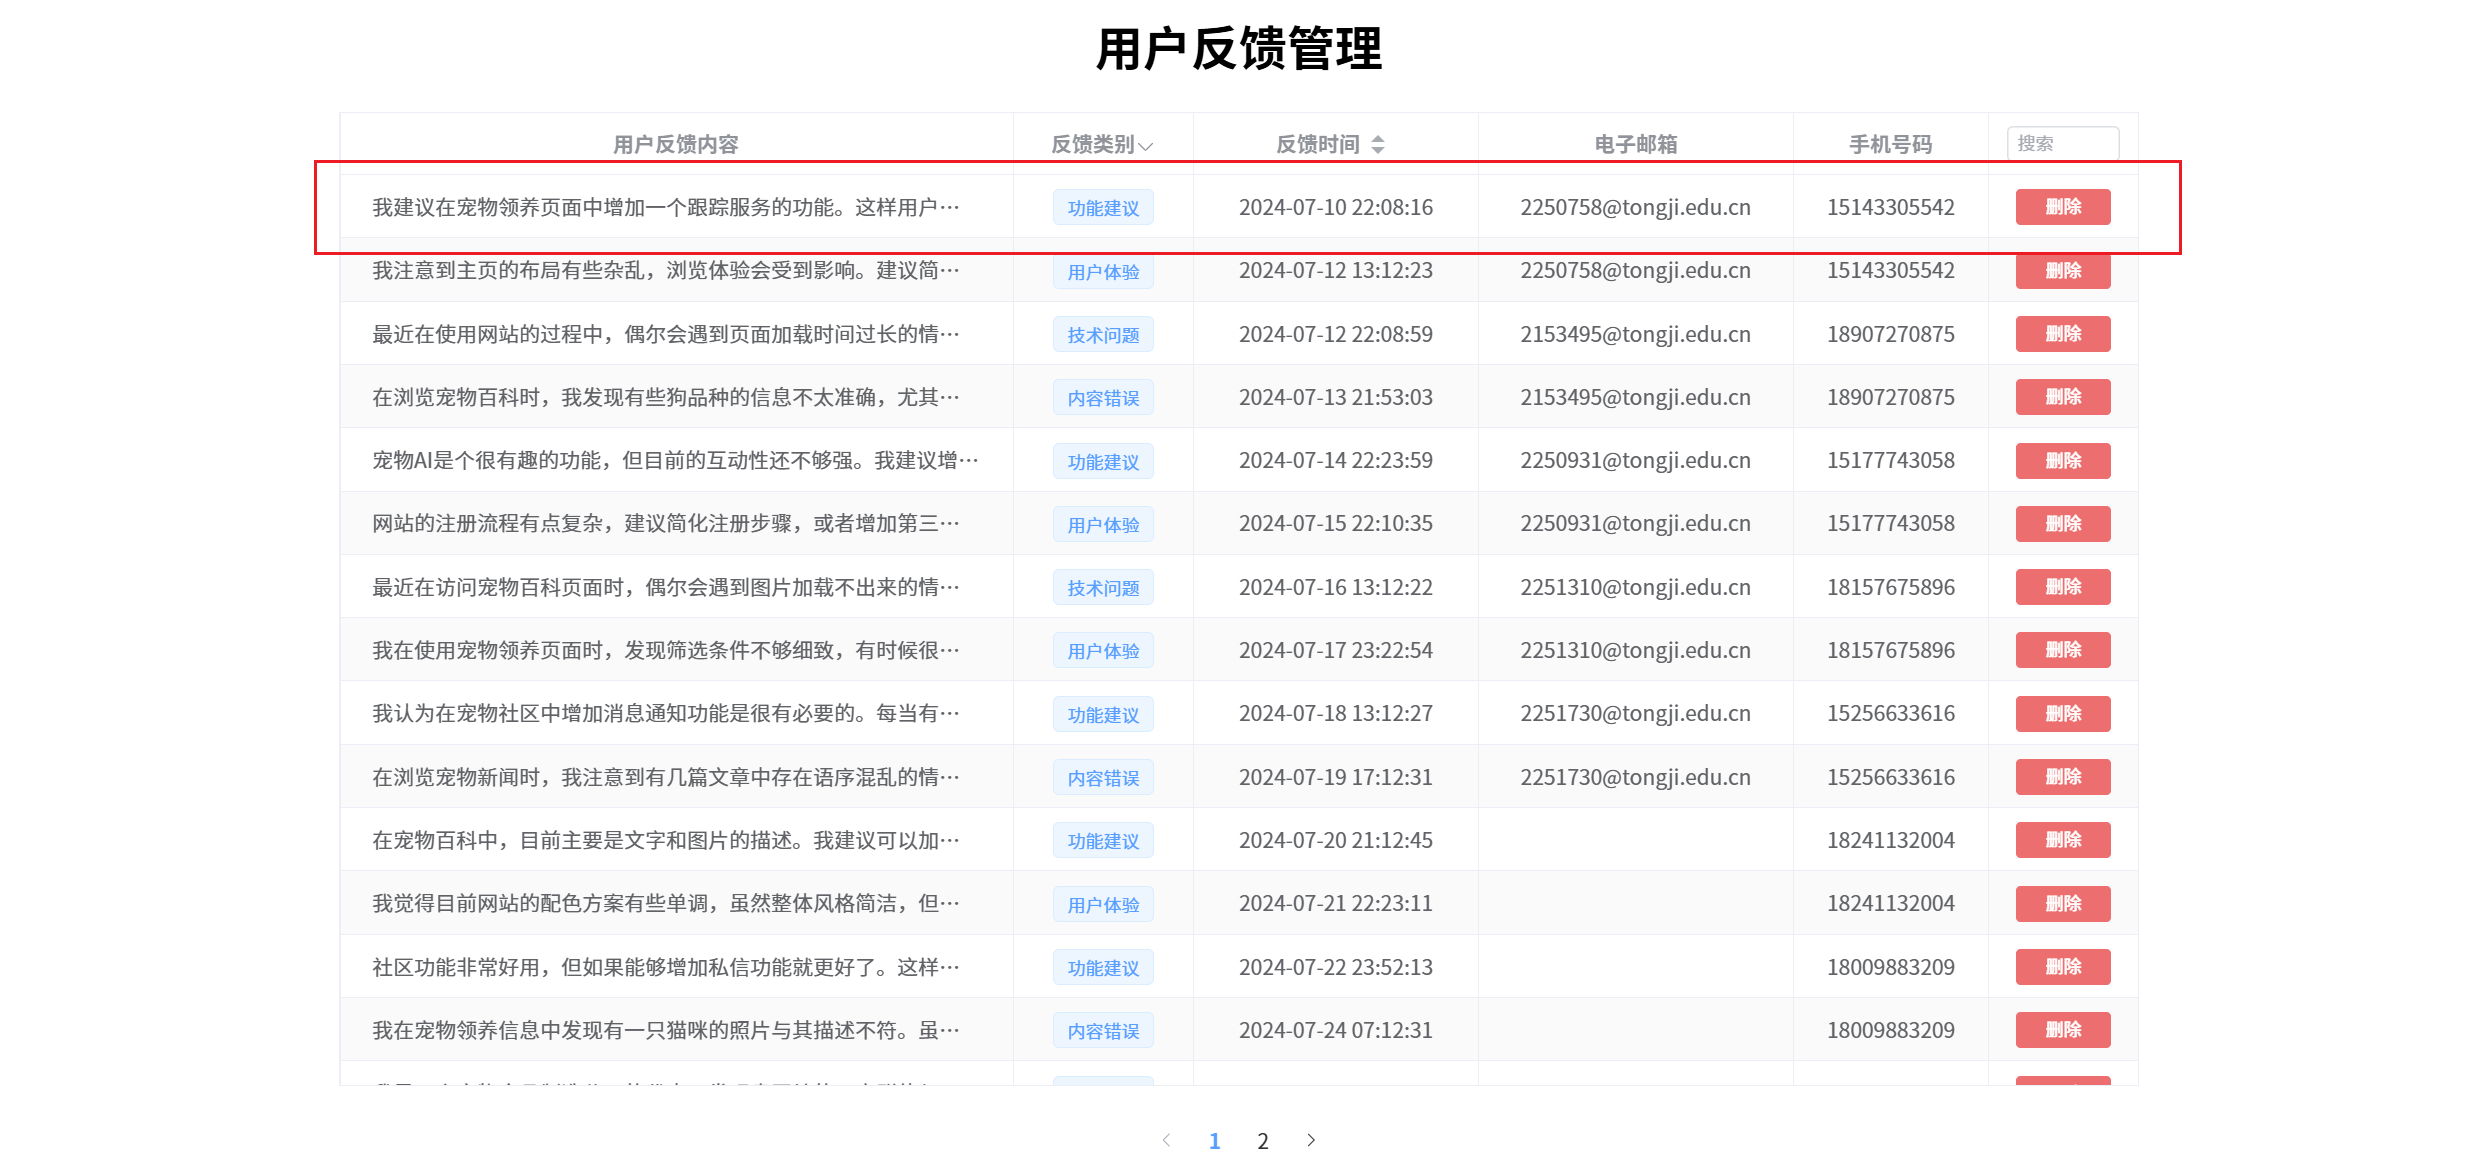 用户反馈管理
用户反馈内容 反馈类别 反馈时间 电子邮箱 手机号码 搜索
我建议在宠物领养页面中增加一个跟踪服务的功能。这样用户… 功能建议 2024-07-10 22:08:16 2250758@tongji.edu.cn 15143305542 删除
我注意到主页的布局有些杂乱，浏览体验会受到影响。建议简… 用户体验 2024-07-12 13:12:23 2250758@tongji.edu.cn 15143305542 删除
最近在使用网站的过程中，偶尔会遇到页面加载时间过长的情… 技术问题 2024-07-12 22:08:59 2153495@tongji.edu.cn 18907270875 删除
在浏览宠物百科时，我发现有些狗品种的信息不太准确，尤其… 内容错误 2024-07-13 21:53:03 2153495@tongji.edu.cn 18907270875 删除
宠物AI是个很有趣的功能，但目前的互动性还不够强。我建议增… 功能建议 2024-07-14 22:23:59 2250931@tongji.edu.cn 15177743058 删除
网站的注册流程有点复杂，建议简化注册步骤，或者增加第三… 用户体验 2024-07-15 22:10:35 2250931@tongji.edu.cn 15177743058 删除
最近在访问宠物百科页面时，偶尔会遇到图片加载不出来的情… 技术问题 2024-07-16 13:12:22 2251310@tongji.edu.cn 18157675896 删除
我在使用宠物领养页面时，发现筛选条件不够细致，有时候很… 用户体验 2024-07-17 23:22:54 2251310@tongji.edu.cn 18157675896 删除
我认为在宠物社区中增加消息通知功能是很有必要的。每当有… 功能建议 2024-07-18 13:12:27 2251730@tongji.edu.cn 15256633616 删除
在浏览宠物新闻时，我注意到有几篇文章中存在语序混乱的情… 内容错误 2024-07-19 17:12:31 2251730@tongji.edu.cn 15256633616 删除
在宠物百科中，目前主要是文字和图片的描述。我建议可以加… 功能建议 2024-07-20 21:12:45 18241132004 删除
我觉得目前网站的配色方案有些单调，虽然整体风格简洁，但… 用户体验 2024-07-21 22:23:11 18241132004 删除
社区功能非常好用，但如果能够增加私信功能就更好了。这样… 功能建议 2024-07-22 23:52:13 18009883209 删除
我在宠物领养信息中发现有一只猫咪的照片与其描述不符。虽… 内容错误 2024-07-24 07:12:31 18009883209 删除
1 2